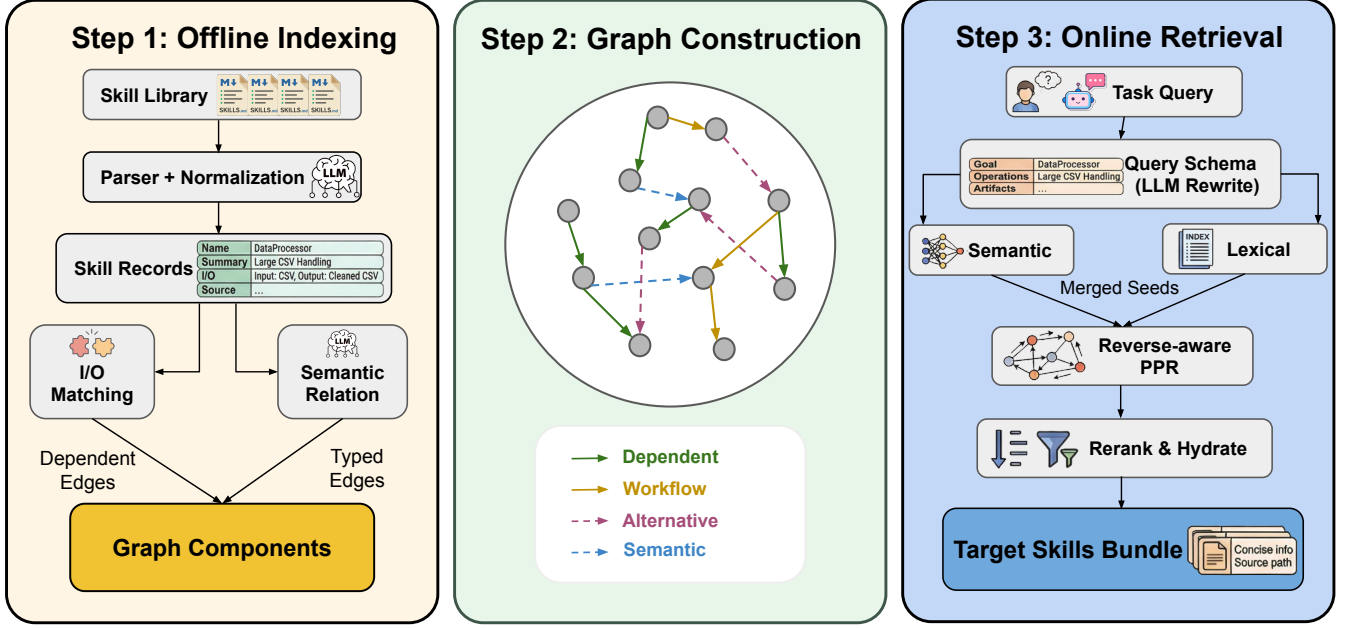 Step 1: Offline Indexing
Skill Library
M↓ M↓ M↓ M↓
SKILLS.md SKILLS.md SKILLS.md SKILLS.md
Parser + Normalization
LLM
Skill Records
Name DataProcessor
Summary Large CSV Handling
I/O Input: CSV, Output: Cleaned CSV
Source ...
I/O
Matching
LLM
Semantic
Relation
Dependent
Edges
Typed
Edges
Graph Components
Step 2: Graph Construction
Dependent
Workflow
Alternative
Semantic
Step 3: Online Retrieval
?
Task Query
Goal DataProcessor
Operations Large CSV Handling
Artifacts ...
Query Schema
(LLM Rewrite)
Semantic
INDEX
Lexical
Merged Seeds
Reverse-aware
PPR
Rerank & Hydrate
Target Skills Bundle
Concise info
Source path